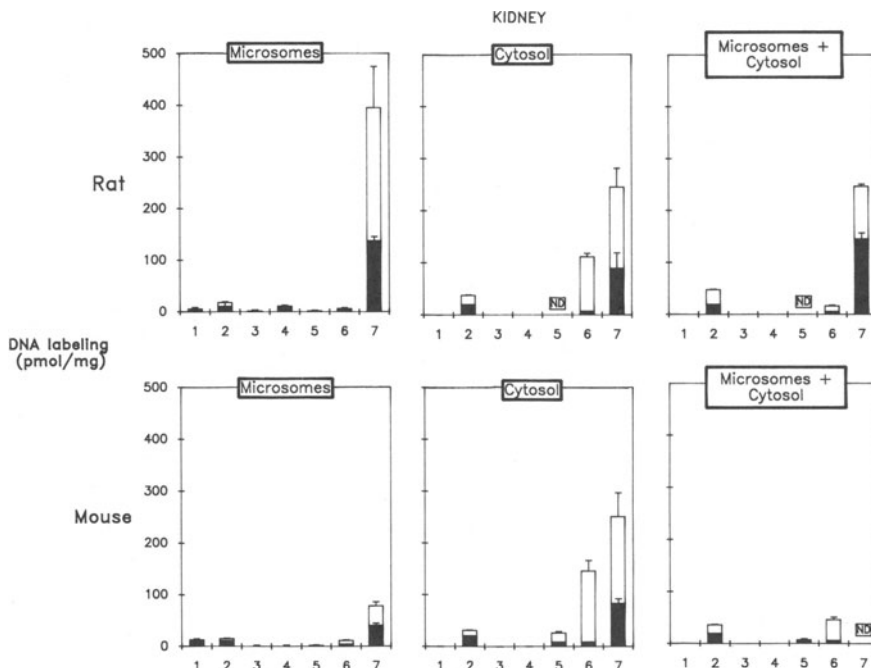 KIDNEY
Microsomes
Cytosol
Microsomes +
Cytosol
500
400
300
200
100
0
Rat
ND
ND
1 2 3 4 5 6 7
1 2 3 4 5 6 7
1 2 3 4 5 6 7
DNA labeling
(pmol/mg)
Microsomes
Cytosol
Microsomes +
Cytosol
500
400
300
200
100
0
Mouse
ND
1 2 3 4 5 6 7
1 2 3 4 5 6 7
1 2 3 4 5 6 7